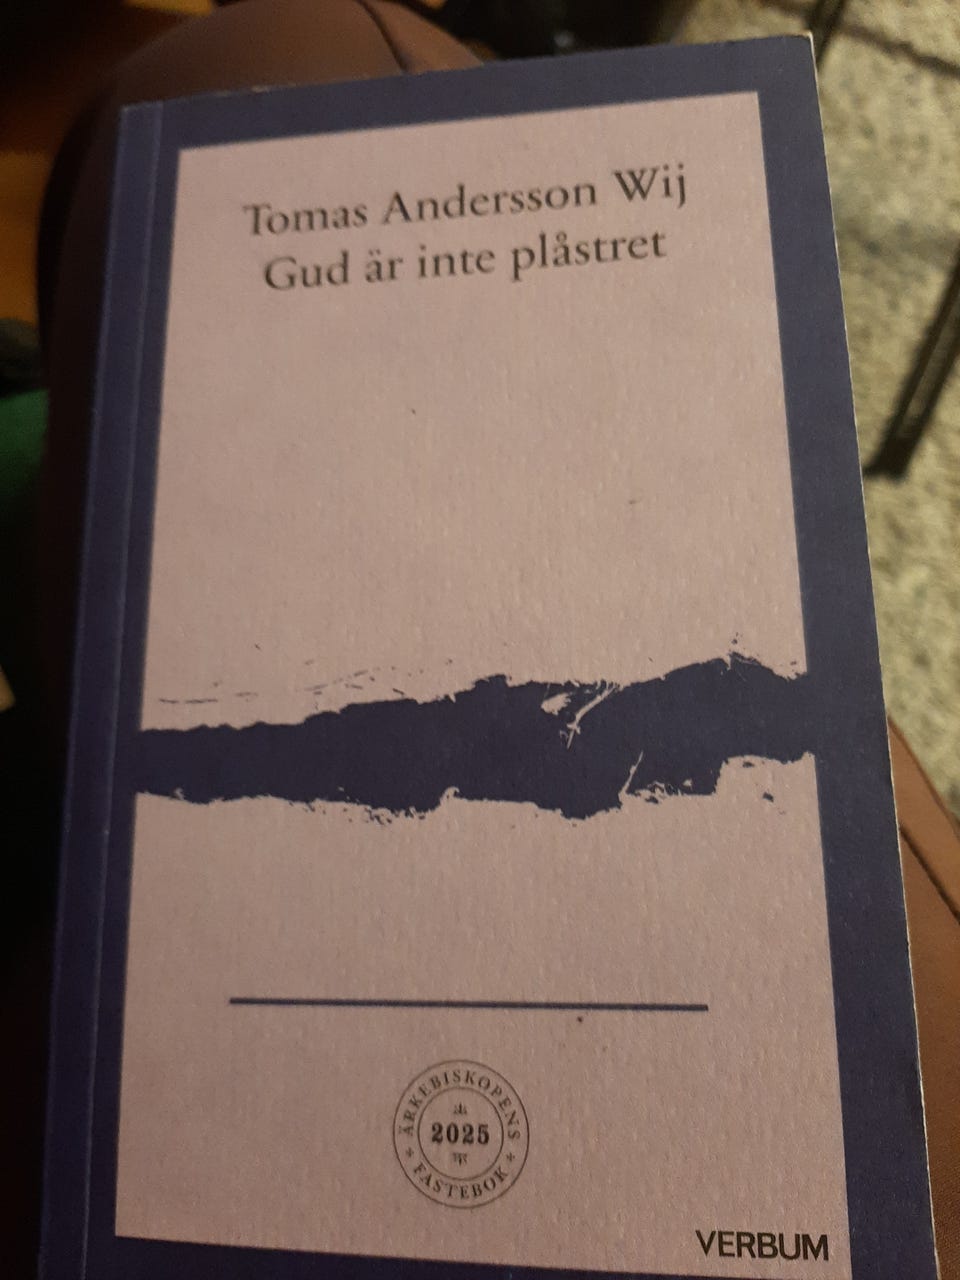 Tomas Andersson Wij
Gud är inte plåstret
ÄRKEBISKOPENS
2025
FASTEBOK
VERBUM